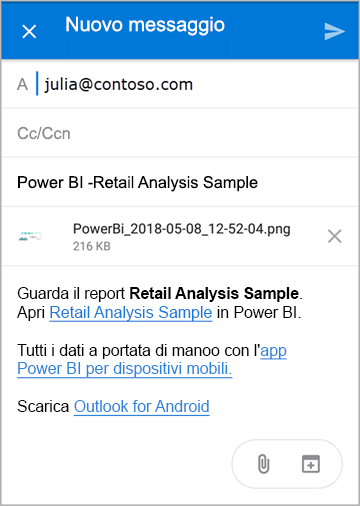 Nuovo messaggio
A julia@contoso.com
Cc/Ccn
Power BI -Retail Analysis Sample
PowerBi_2018-05-08_12-52-04.png
216 KB
Guarda il report Retail Analysis Sample.
Apri Retail Analysis Sample in Power BI.
Tutti i dati a portata di manoo con l'app
Power BI per dispositivi mobili.
Scarica Outlook for Android